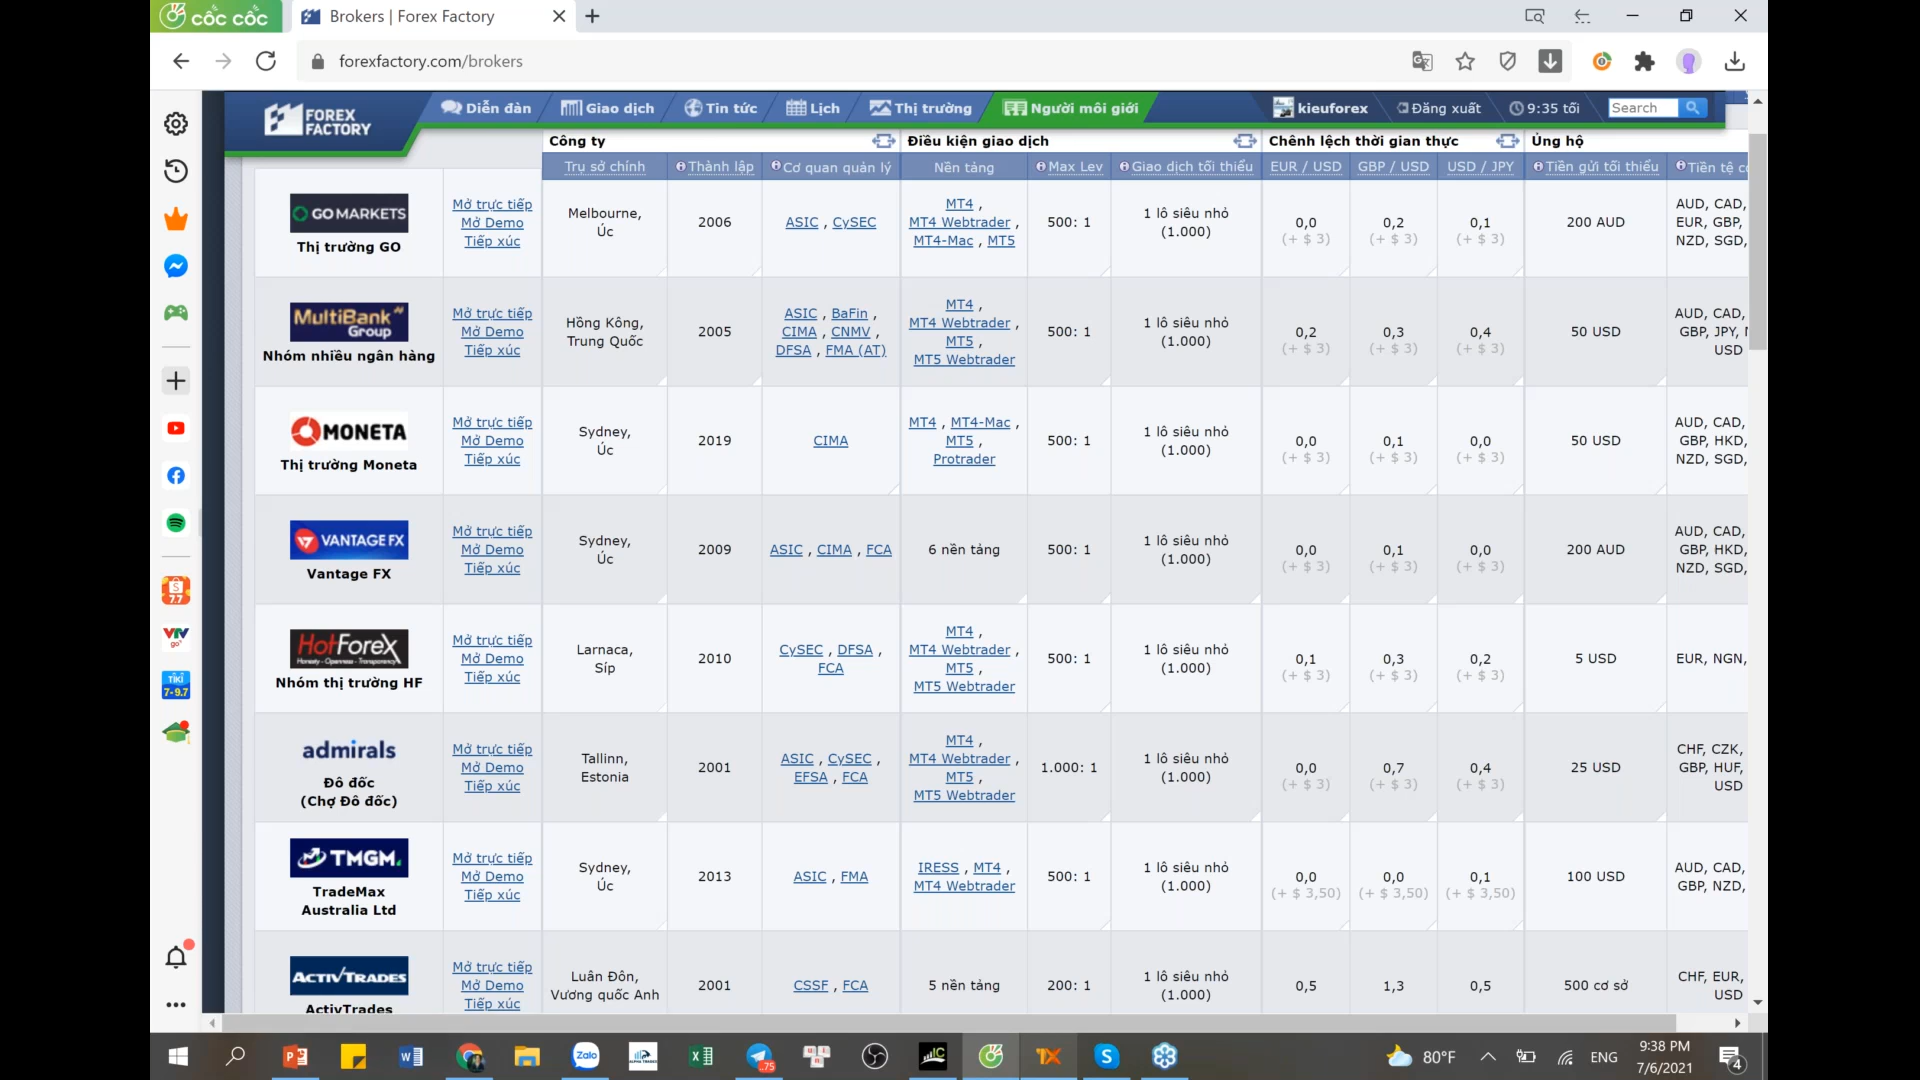 cốc cốc
Brokers | Forex Factory
forexfactory.com/brokers
FOREX
FACTORY
Diễn đàn
Giao dịch
Tin tức
Lịch
Thị trường
Người môi giới
kieuforex
Đăng xuất
9:35 tối
Search
Công ty
Điều kiện giao dịch
Chênh lệch thời gian thực
Ủng hộ
Trụ sở chính
Thành lập
Cơ quan quản lý
Nền tảng
Max Lev
Giao dịch tối thiểu
EUR / USD
GBP / USD
USD / JPY
Tiền gửi tối thiểu
Tiền tệ
GO MARKETS
Thị trường GO
Mở trực tiếp
Mở Demo
Tiếp xúc
Melbourne,
Úc
2006
ASIC , CySEC
MT4 ,
MT4 Webtrader ,
MT4-Mac , MT5
500: 1
1 lô siêu nhỏ
(1.000)
0,0
(+ $ 3)
0,2
(+ $ 3)
0,1
(+ $ 3)
200 AUD
AUD, CAD,
EUR, GBP,
NZD, SGD,
MultiBank
Group
Nhóm nhiều ngân hàng
Mở trực tiếp
Mở Demo
Tiếp xúc
Hồng Kông,
Trung Quốc
2005
ASIC , BaFin ,
CIMA , CNMV ,
DFSA , FMA (AT)
MT4 ,
MT4 Webtrader ,
MT5 ,
MT5 Webtrader
500: 1
1 lô siêu nhỏ
(1.000)
0,2
(+ $ 3)
0,3
(+ $ 3)
0,4
(+ $ 3)
50 USD
AUD, CAD,
GBP, JPY,
USD
MONETA
Thị trường Moneta
Mở trực tiếp
Mở Demo
Tiếp xúc
Sydney,
Úc
2019
CIMA
MT4 , MT4-Mac ,
MT5 ,
Protrader
500: 1
1 lô siêu nhỏ
(1.000)
0,0
(+ $ 3)
0,1
(+ $ 3)
0,0
(+ $ 3)
50 USD
AUD, CAD,
GBP, HKD,
NZD, SGD,
VANTAGE FX
Vantage FX
Mở trực tiếp
Mở Demo
Tiếp xúc
Sydney,
Úc
2009
ASIC , CIMA , FCA
6 nền tảng
500: 1
1 lô siêu nhỏ
(1.000)
0,0
(+ $ 3)
0,1
(+ $ 3)
0,0
(+ $ 3)
200 AUD
AUD, CAD,
GBP, HKD,
NZD, SGD,
HotForex
Honesty - Openness - Transparency
Nhóm thị trường HF
Mở trực tiếp
Mở Demo
Tiếp xúc
Larnaca,
Síp
2010
CySEC , DFSA ,
FCA
MT4 ,
MT4 Webtrader ,
MT5 ,
MT5 Webtrader
500: 1
1 lô siêu nhỏ
(1.000)
0,1
(+ $ 3)
0,3
(+ $ 3)
0,2
(+ $ 3)
5 USD
EUR, NGN,
admirals
Đô đốc
(Chợ Đô đốc)
Mở trực tiếp
Mở Demo
Tiếp xúc
Tallinn,
Estonia
2001
ASIC , CySEC ,
EFSA , FCA
MT4 ,
MT4 Webtrader ,
MT5 ,
MT5 Webtrader
1.000: 1
1 lô siêu nhỏ
(1.000)
0,0
(+ $ 3)
0,7
(+ $ 3)
0,4
(+ $ 3)
25 USD
CHF, CZK,
GBP, HUF,
USD
TMGM.
TradeMax
Australia Ltd
Mở trực tiếp
Mở Demo
Tiếp xúc
Sydney,
Úc
2013
ASIC , FMA
IRESS , MT4 ,
MT4 Webtrader
500: 1
1 lô siêu nhỏ
(1.000)
0,0
(+ $ 3,50)
0,0
(+ $ 3,50)
0,1
(+ $ 3,50)
100 USD
AUD, CAD,
GBP, NZD,
ACTIVTRADES
ActivTrades
Mở trực tiếp
Mở Demo
Tiếp xúc
Luân Đôn,
Vương quốc Anh
2001
CSSF , FCA
5 nền tảng
200: 1
1 lô siêu nhỏ
(1.000)
0,5
1,3
0,5
500 cơ sở
CHF, EUR,
USD
7.7
VTV
go
TIKI
7-9.7
Zalo
80°F
ENG
9:38 PM
7/6/2021
4